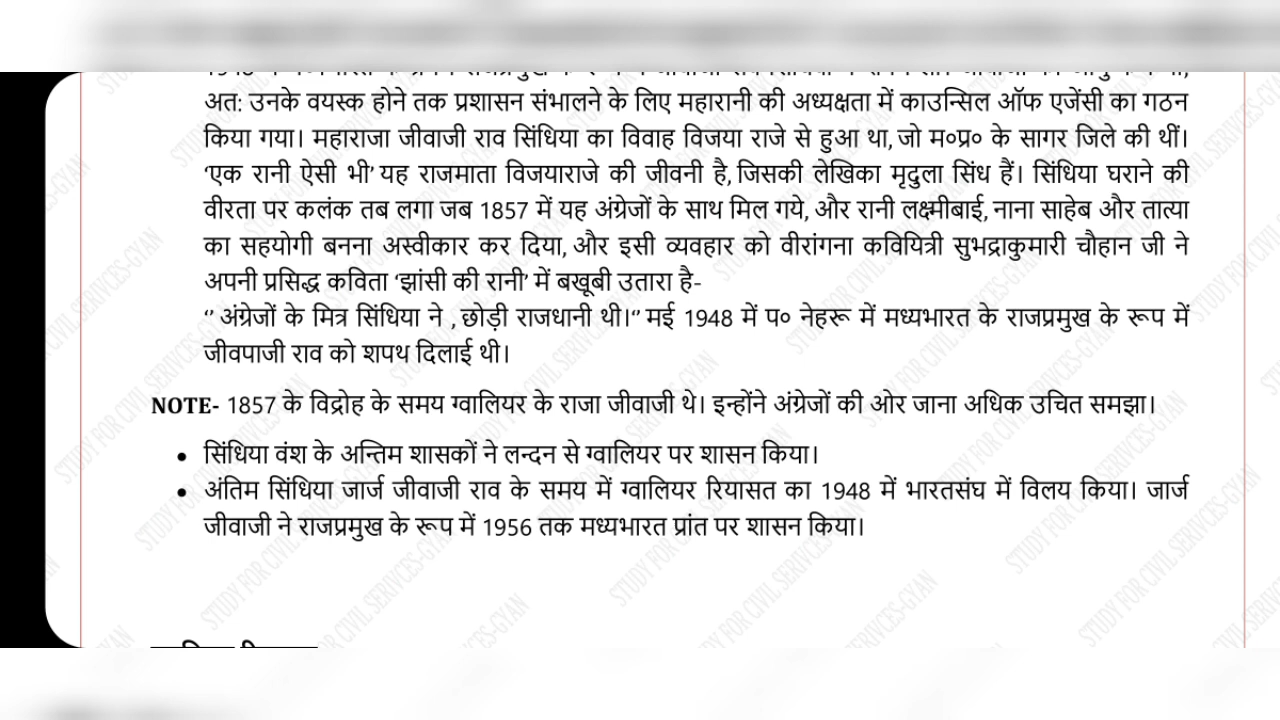 अत: उनके वयस्क होने तक प्रशासन संभालने के लिए महारानी की अध्यक्षता में काउन्सिल ऑफ एजेंसी का गठन
किया गया। महाराजा जीवाजी राव सिंधिया का विवाह विजया राजे से हुआ था, जो म०प्र० के सागर जिले की थीं।
‘एक रानी ऐसी भी’ यह राजमाता विजयाराजे की जीवनी है, जिसकी लेखिका मृदुला सिंध हैं। सिंधिया घराने की
वीरता पर कलंक तब लगा जब 1857 में यह अंग्रेजों के साथ मिल गये, और रानी लक्ष्मीबाई, नाना साहेब और तात्या
का सहयोगी बनना अस्वीकार कर दिया, और इसी व्यवहार को वीरांगना कवियित्री सुभद्राकुमारी चौहान जी ने
अपनी प्रसिद्ध कविता ‘झांसी की रानी’ में बखूबी उतारा है-
‘’ अंग्रेजों के मित्र सिंधिया ने , छोड़ी राजधानी थी।‘’ मई 1948 में प० नेहरू में मध्यभारत के राजप्रमुख के रूप में
जीवपाजी राव को शपथ दिलाई थी।
NOTE- 1857 के विद्रोह के समय ग्वालियर के राजा जीवाजी थे। इन्होंने अंग्रेजों की ओर जाना अधिक उचित समझा।
• सिंधिया वंश के अन्तिम शासकों ने लन्दन से ग्वालियर पर शासन किया।
• अंतिम सिंधिया जार्ज जीवाजी राव के समय में ग्वालियर रियासत का 1948 में भारतसंघ में विलय किया। जार्ज
जीवाजी ने राजप्रमुख के रूप में 1956 तक मध्यभारत प्रांत पर शासन किया।
STUDY FOR CIVIL SERIVCES-GYAN